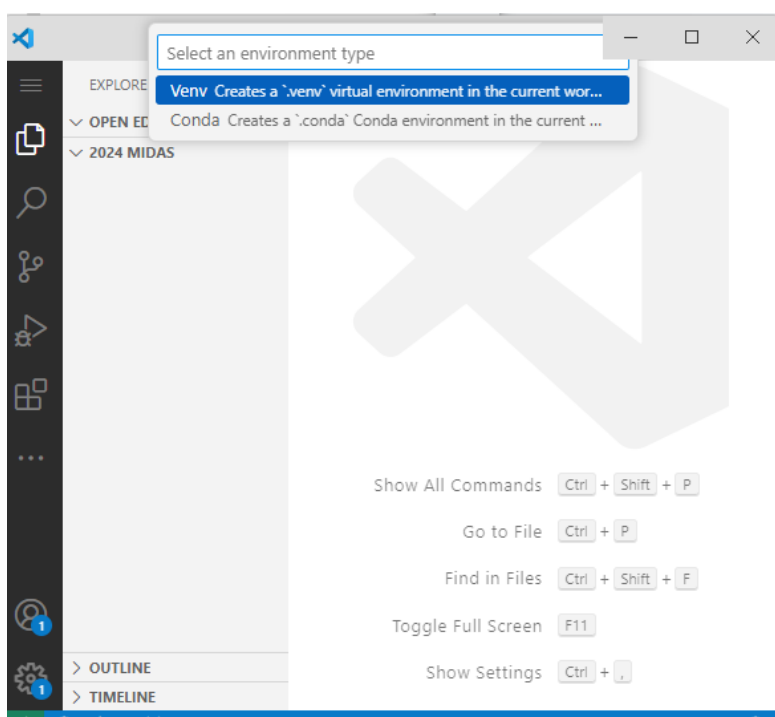 Select an environment type
EXPLORE
Venv Creates a `.venv` virtual environment in the current wor...
OPEN ED
Conda Creates a `.conda` Conda environment in the current ...
2024 MIDAS
Show All Commands Ctrl + Shift + P
Go to File Ctrl + P
Find in Files Ctrl + Shift + F
Toggle Full Screen F11
Show Settings Ctrl + ,
1
OUTLINE
1
TIMELINE